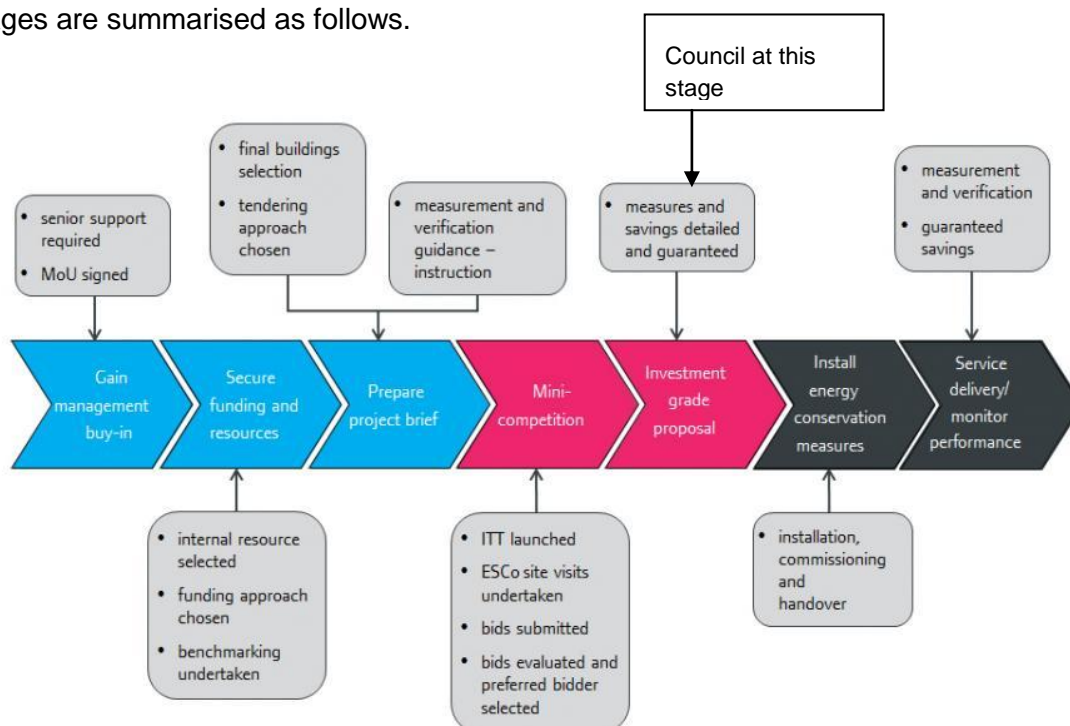 ges are summarised as follows.
Council at this
stage
• final buildings
selection
• tendering
approach
chosen
• measurement
and verification
• guaranteed
savings
• senior support
required
• MoU signed
• measurement and
verification
guidance –
instruction
• measures and
savings detailed
and guaranteed
Gain
management
buy-in
Secure
funding and
resources
Prepare
project brief
Mini-
competition
Investment
grade
proposal
Install
energy
conservation
measures
Service
delivery/
monitor
performance
• internal resource
selected
• funding approach
chosen
• benchmarking
undertaken
• ITT launched
• ESCo site visits
undertaken
• bids submitted
• bids evaluated and
preferred bidder
selected
• installation,
commissioning
and
handover